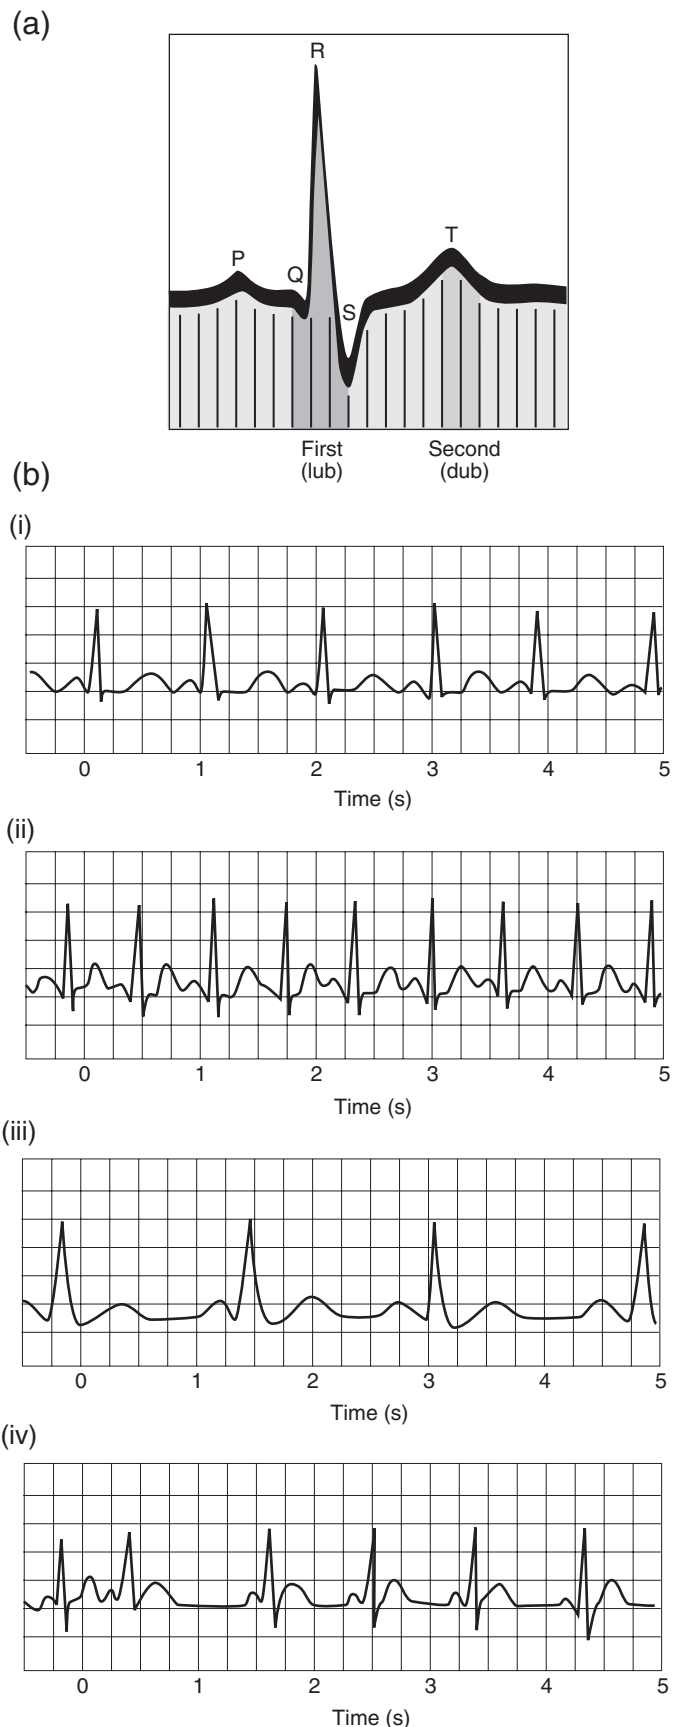 (a)
R
P
Q
S
T
First
(lub)
Second
(dub)
(b)
(i)
0 1 2 3 4 5
Time (s)
(ii)
0 1 2 3 4 5
Time (s)
(iii)
0 1 2 3 4 5
Time (s)
(iv)
0 1 2 3 4 5
Time (s)